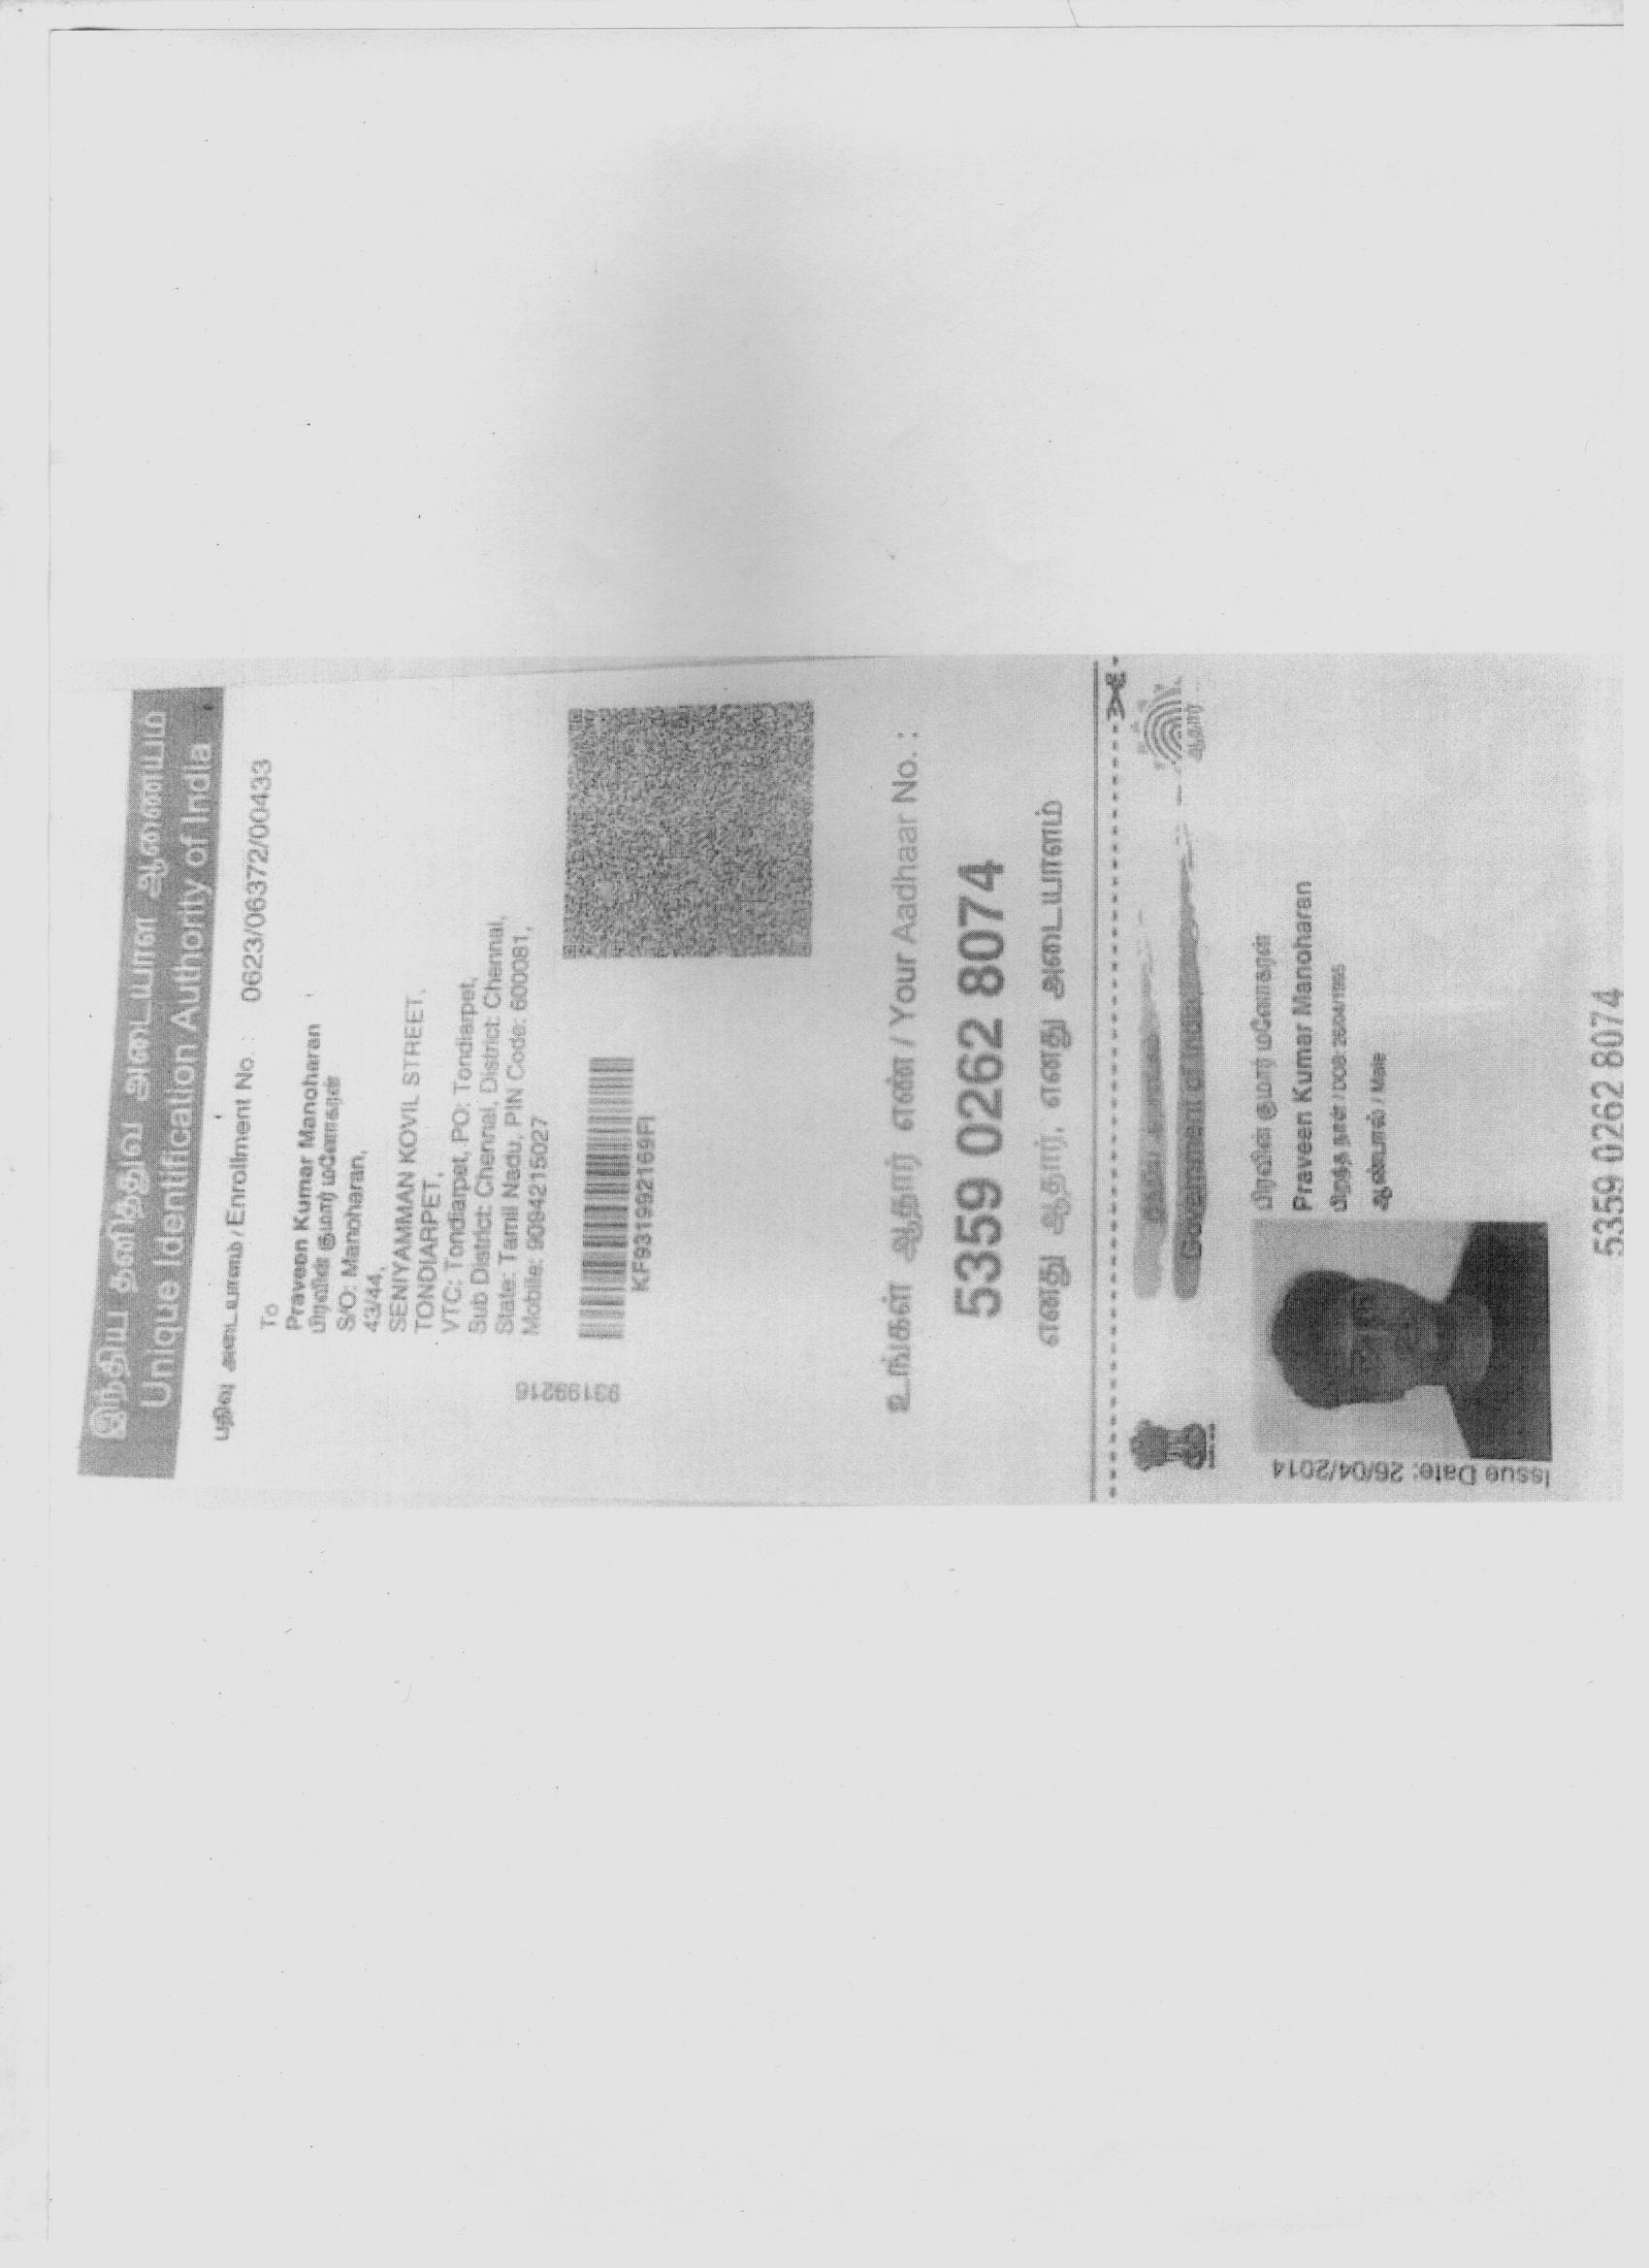 இந்திய தனித்துவ அடையாள ஆணையம்
Unique Identification Authority of India
பதிவு அடையாளம் / Enrollment No. : 0623/06372/00433
To
Praveen Kumar Manoharan
பிரவின் குமார் மனோகரன்
S/O: Manoharan,
43/44,
SENIYAMMAN KOVIL STREET,
TONDIARPET,
VTC: Tondiarpet, PO: Tondiarpet,
Sub District: Chennai, District: Chennai,
State: Tamil Nadu, PIN Code: 600081,
Mobile: 9094215027
93199216
KF931992169FI
உங்கள் ஆதார் எண் / Your Aadhaar No. :
5359 0262 8074
எனது ஆதார், எனது அடையாளம்
Government of India
ஆதார்
பிரவின் குமார் மனோகரன்
Praveen Kumar Manoharan
பிறந்த நாள் / DOB: 26/04/1995
ஆண்பால் / Male
Issue Date: 26/04/2014
5359 0262 8074